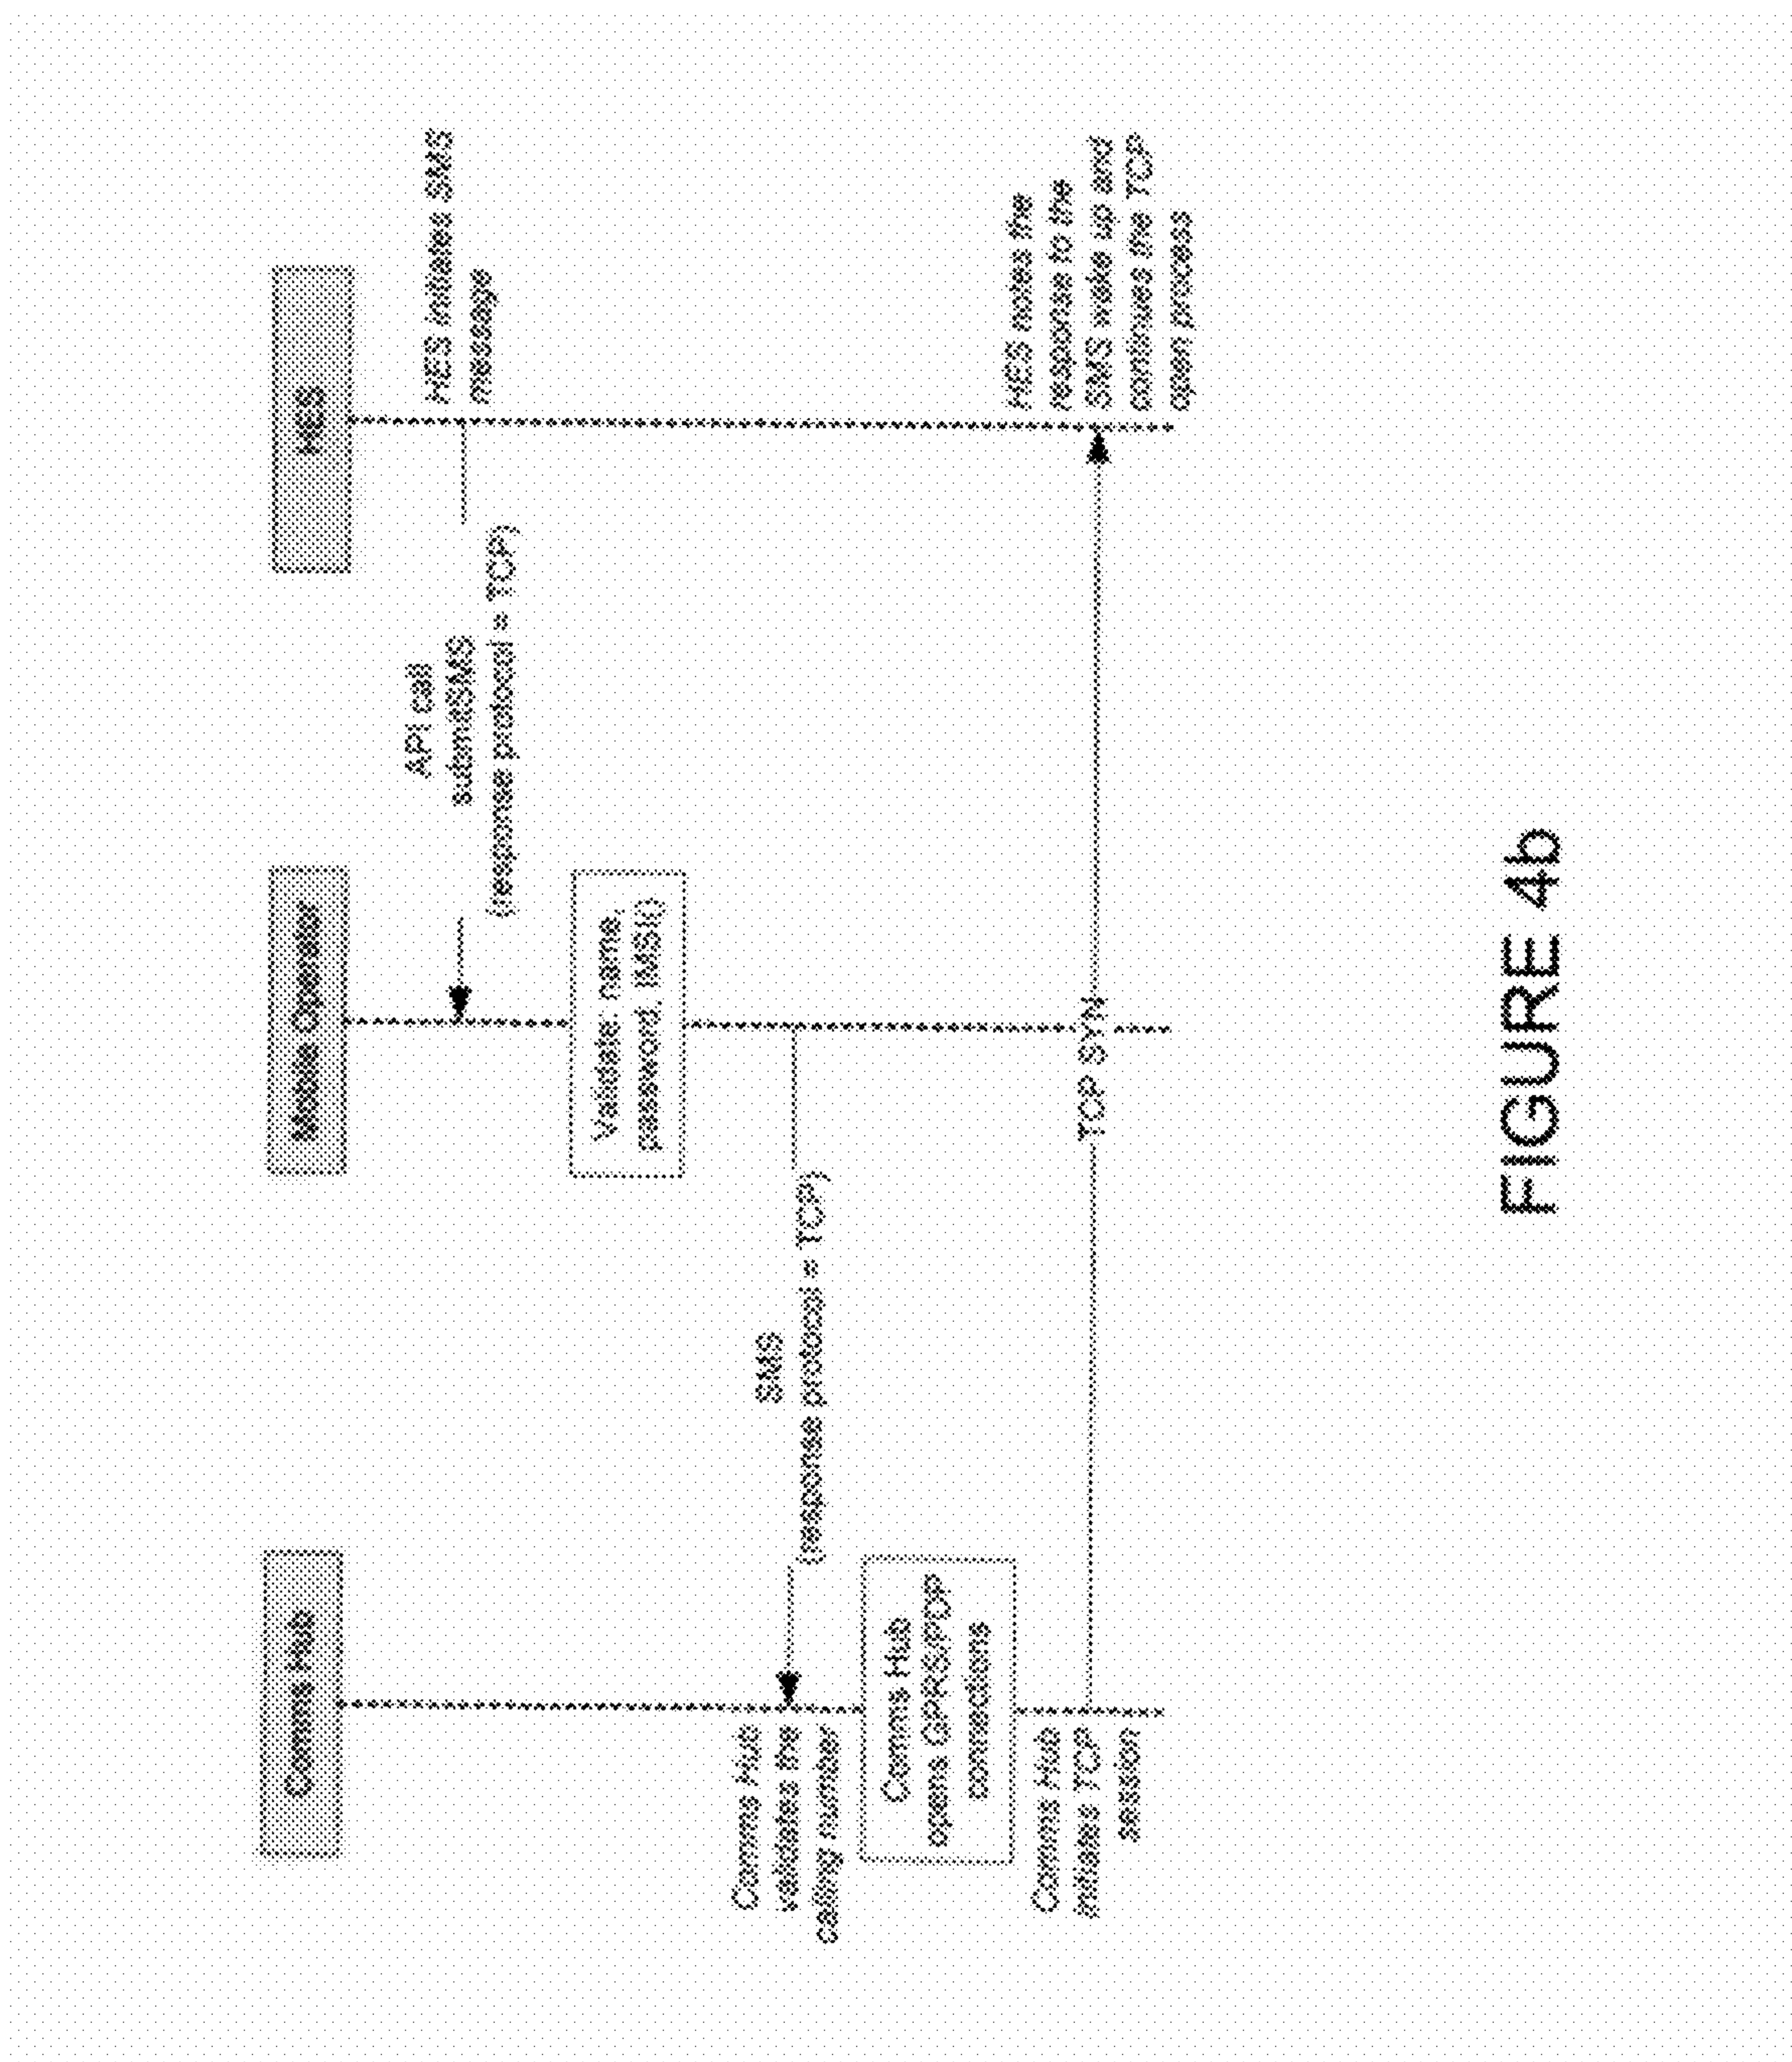 Comms Hub
Mobile Operator
HES
HES initiates SMS
message
API call
submitSMS
(response protocol = TCP)
Validate: name,
password, IMSI()
SMS
(response protocol = TCP)
Comms Hub
validates the
calling number
Comms Hub
opens GPRS/PDP
connections
Comms Hub
initiates TCP
session
TCP SYN
HES notes the
response to the
SMS wake up and
continues the TCP
open process
FIGURE 4b